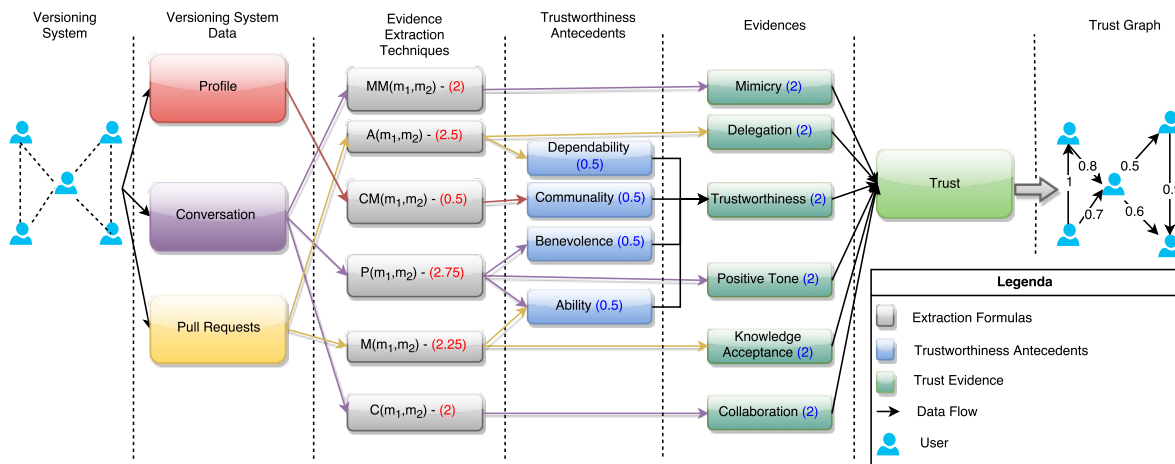 Versioning
System
Versioning System
Data
Evidence
Extraction
Techniques
Trustworthiness
Antecedents
Evidences
Trust Graph
Profile
Conversation
Pull Requests
MM(m1,m2) - (2)
A(m1,m2) - (2.5)
CM(m1,m2) - (0.5)
P(m1,m2) - (2.75)
M(m1,m2) - (2.25)
C(m1,m2) - (2)
Dependability
(0.5)
Communality (0.5)
Benevolence (0.5)
Ability (0.5)
Mimicry (2)
Delegation (2)
Trustworthiness (2)
Positive Tone (2)
Knowledge
Acceptance (2)
Collaboration (2)
Trust
0.8
0.5
1
0.7
0.6
Legenda
Extraction Formulas
Trustworthiness Antecedents
Trust Evidence
Data Flow
User